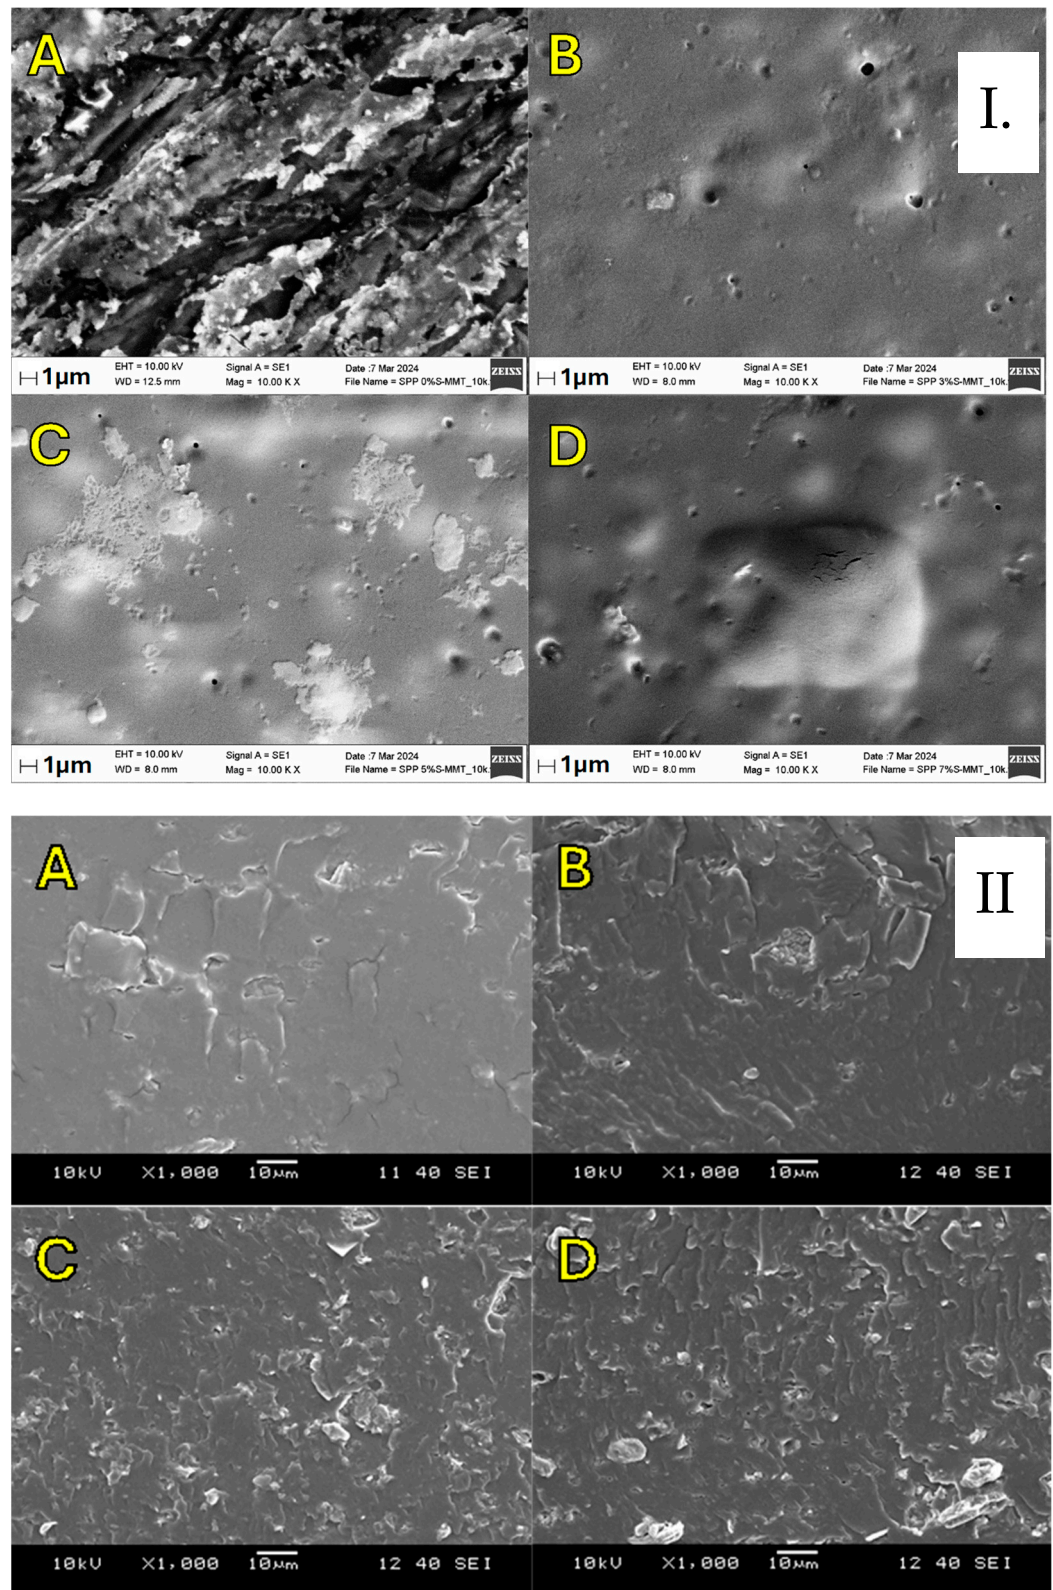 A
B
I.
1µm
EHT = 10.00 kV
WD = 12.5 mm
Signal A = SE1
Mag = 10.00 K X
Date :7 Mar 2024
File Name = SPP 0%S-MMT_10k.
ZEISS
1µm
EHT = 10.00 kV
WD = 8.0 mm
Signal A = SE1
Mag = 10.00 K X
Date :7 Mar 2024
File Name = SPP 3%S-MMT_10k.
ZEISS
C
D
1µm
EHT = 10.00 kV
WD = 8.0 mm
Signal A = SE1
Mag = 10.00 K X
Date :7 Mar 2024
File Name = SPP 5%S-MMT_10k.
ZEISS
1µm
EHT = 10.00 kV
WD = 8.0 mm
Signal A = SE1
Mag = 10.00 K X
Date :7 Mar 2024
File Name = SPP 7%S-MMT_10k.
ZEISS
A
B
II
10kV X1,000 10µm 11 40 SEI
10kV X1,000 10µm 12 40 SEI
C
D
10kV X1,000 10µm 12 40 SEI
10kV X1,000 10µm 12 40 SEI